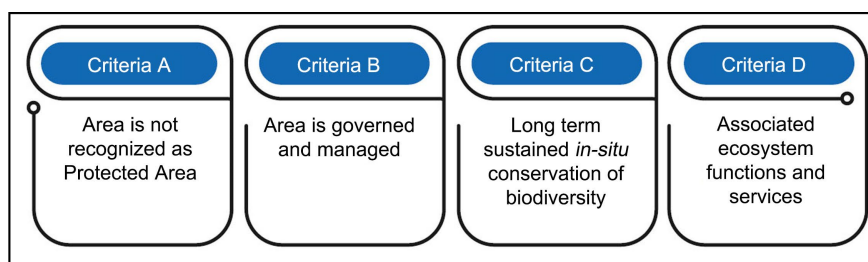 Criteria A
Area is not
recognized as
Protected Area
Criteria B
Area is governed
and managed
Criteria C
Long term
sustained in-situ
conservation of
biodiversity
Criteria D
Associated
ecosystem
functions and
services